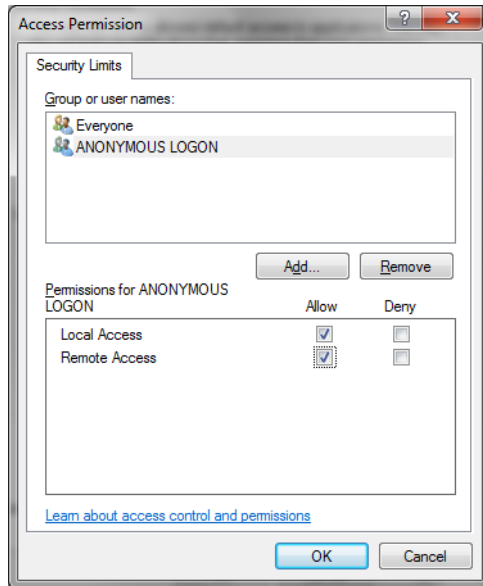 Access Permission
Security Limits
Group or user names:
Everyone
ANONYMOUS LOGON
Add...
Remove
Permissions for ANONYMOUS
LOGON
Allow
Deny
Local Access
Remote Access
Learn about access control and permissions
OK
Cancel